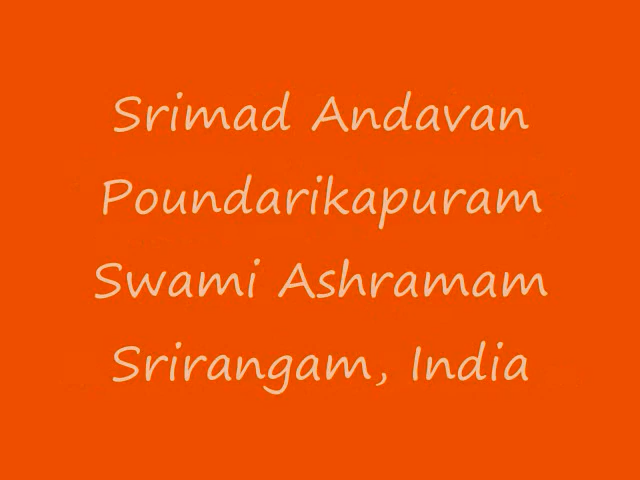 Srimad Andavan
Poundarikapuram
Swami Ashramam
Srirangam, India